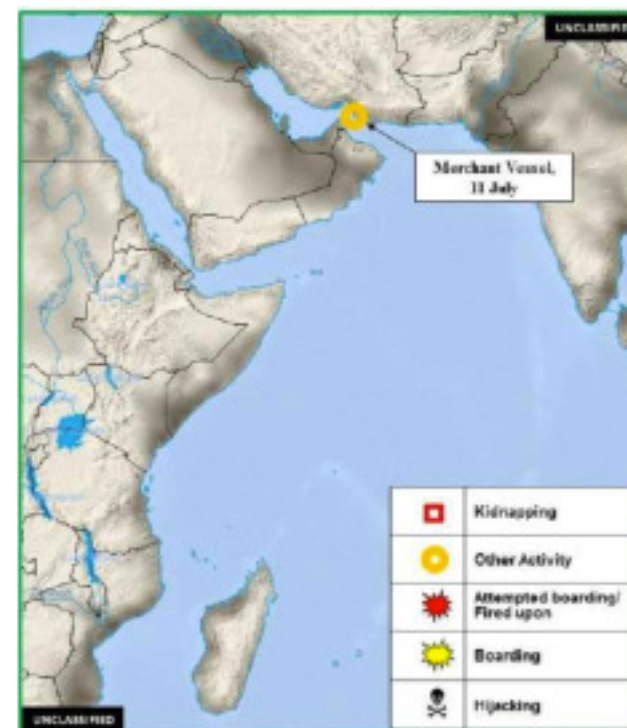 UNCLASSIFIED
Merchant Vessel,
11 July
Kidnapping
Other Activity
Attempted boarding/
Fired upon
Boarding
Hijacking
UNCLASSIFIED